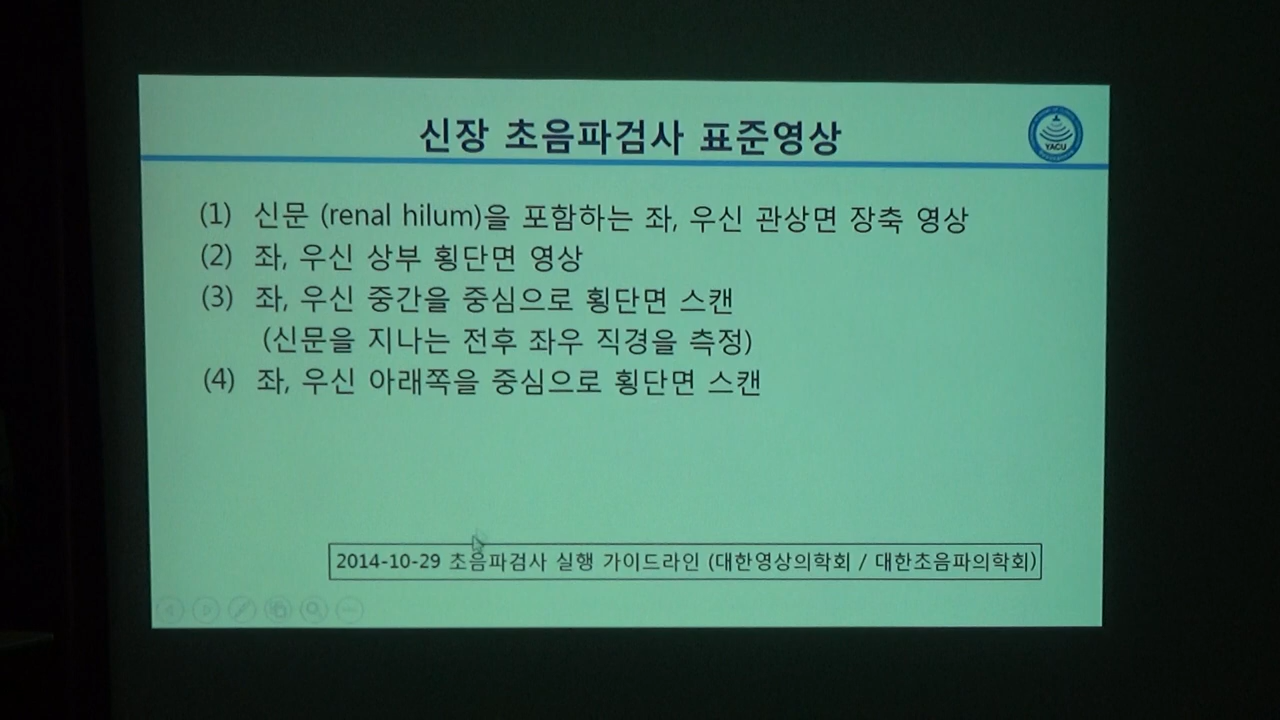 신장 초음파검사 표준영상
YACU
(1) 신문 (renal hilum)을 포함하는 좌, 우신 관상면 장축 영상
(2) 좌, 우신 상부 횡단면 영상
(3) 좌, 우신 중간을 중심으로 횡단면 스캔
(신문을 지나는 전후 좌우 직경을 측정)
(4) 좌, 우신 아래쪽을 중심으로 횡단면 스캔
2014-10-29 초음파검사 실행 가이드라인 (대한영상의학회 / 대한초음파의학회)